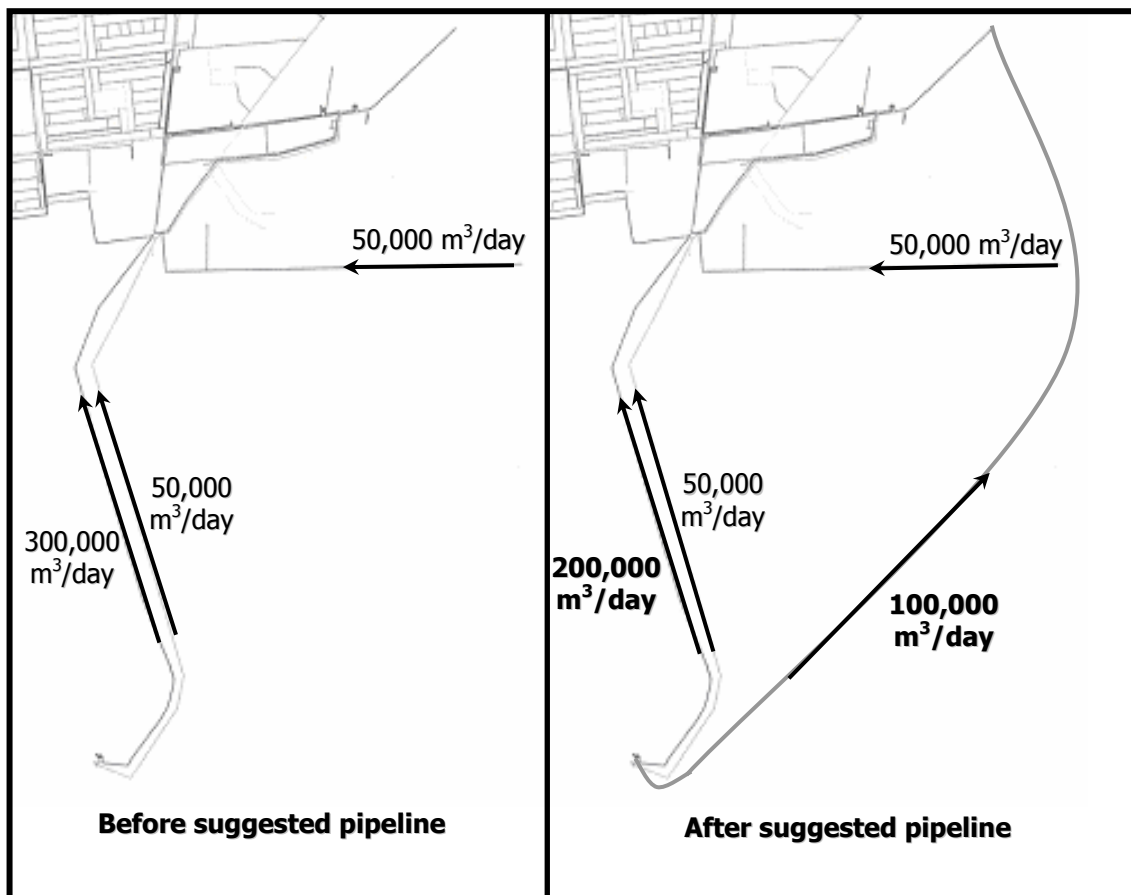 50,000 m³/day
50,000
m³/day
300,000
m³/day
Before suggested pipeline
50,000 m³/day
50,000
m³/day
200,000
m³/day
100,000
m³/day
After suggested pipeline